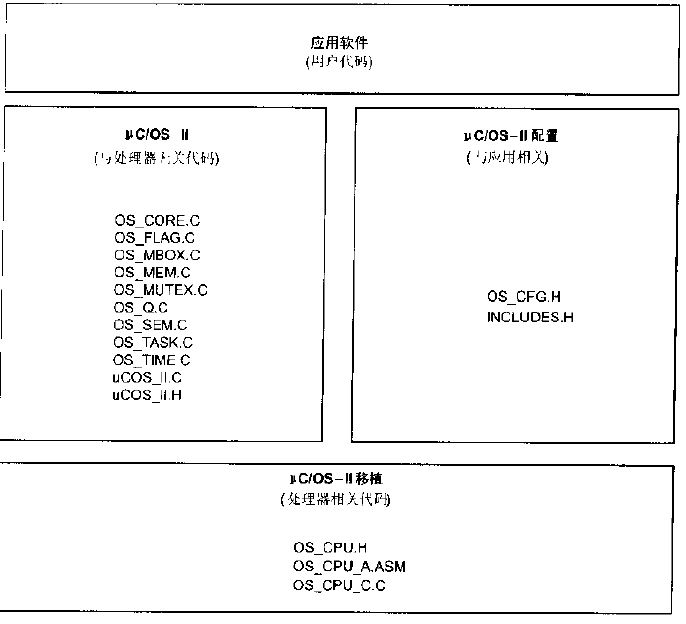 应用软件
(用户代码)
μC/OS II
(与处理器无关代码)
OS_CORE.C
OS_FLAG.C
OS_MBOX.C
OS_MEM.C
OS_MUTEX.C
OS_Q.C
OS_SEM.C
OS_TASK.C
OS_TIME.C
uCOS_II.C
uCOS_II.H
μC/OS-II配置
(与应用相关)
OS_CFG.H
INCLUDES.H
μC/OS-II移植
(处理器相关代码)
OS_CPU.H
OS_CPU_A.ASM
OS_CPU_C.C